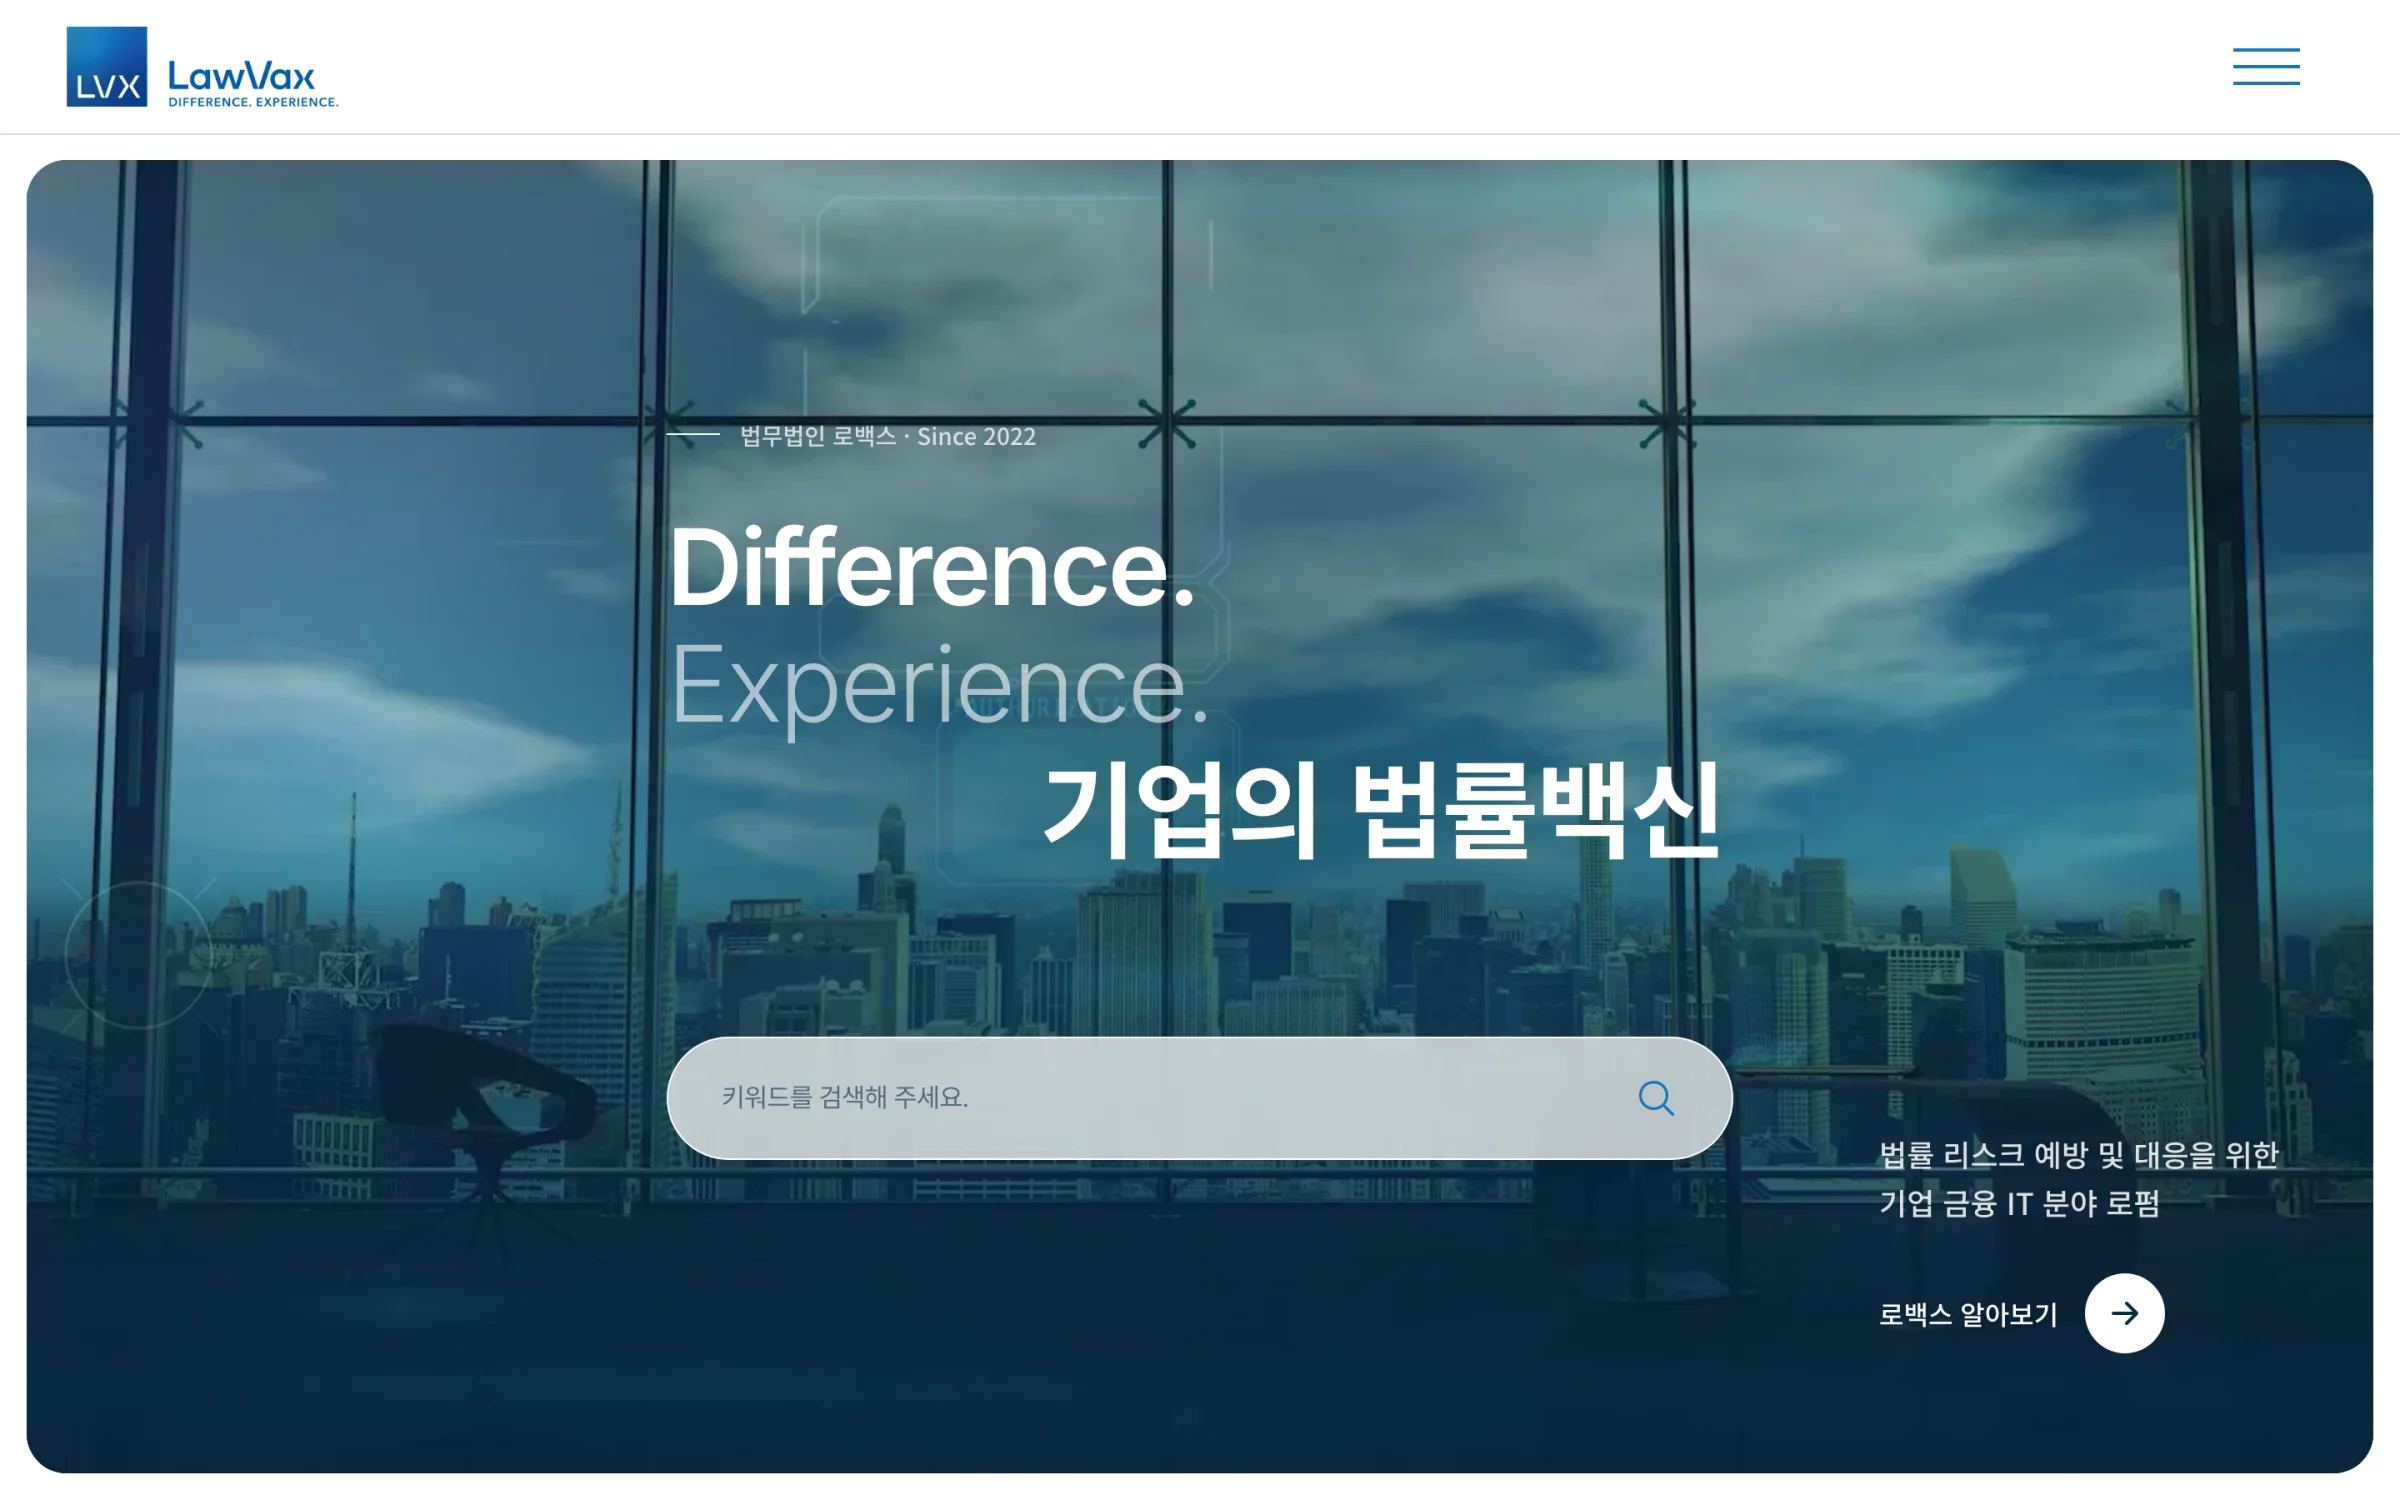 LVX
LawVax
DIFFERENCE. EXPERIENCE.
법무법인 로백스 · Since 2022
Difference.
Experience.
AUTHORIZATION
기업의 법률백신
키워드를 검색해 주세요.
법률 리스크 예방 및 대응을 위한
기업 금융 IT 분야 로펌
로백스 알아보기